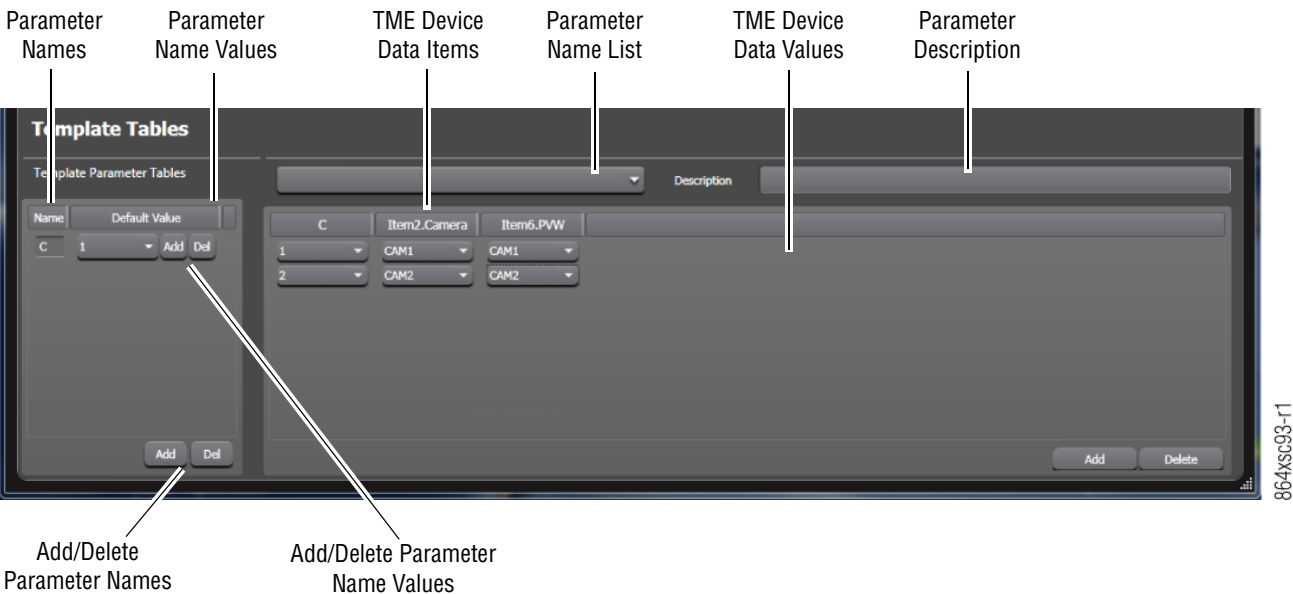 Parameter Names
Parameter Name Values
TME Device Data Items
Parameter Name List
TME Device Data Values
Parameter Description
Template Tables
Template Parameter Tables
Description
Name Default Value
C 1 Add Del
C Item2.Camera Item6.PVW
1 CAM1 CAM1
2 CAM2 CAM2
Add Del
Add Delete
864xsc93-r1
Add/Delete Parameter Names
Add/Delete Parameter Name Values